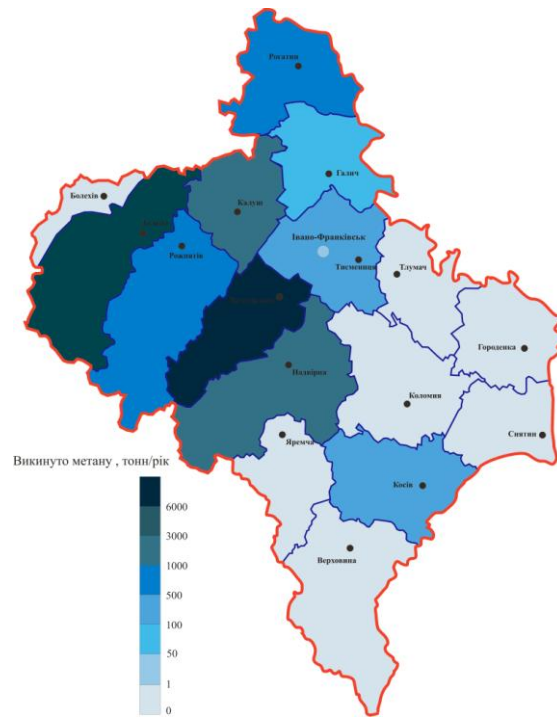 Рогатин
Галич
Болехів
Калуш
Івано-Франківськ
Рожнятів
Тисмениця
Тлумач
Городенка
Надвірна
Коломия
Снятин
Яремча
Викинуто метану , тонн/рік
Косів
6000
3000
Верховина
1000
500
100
50
1
0